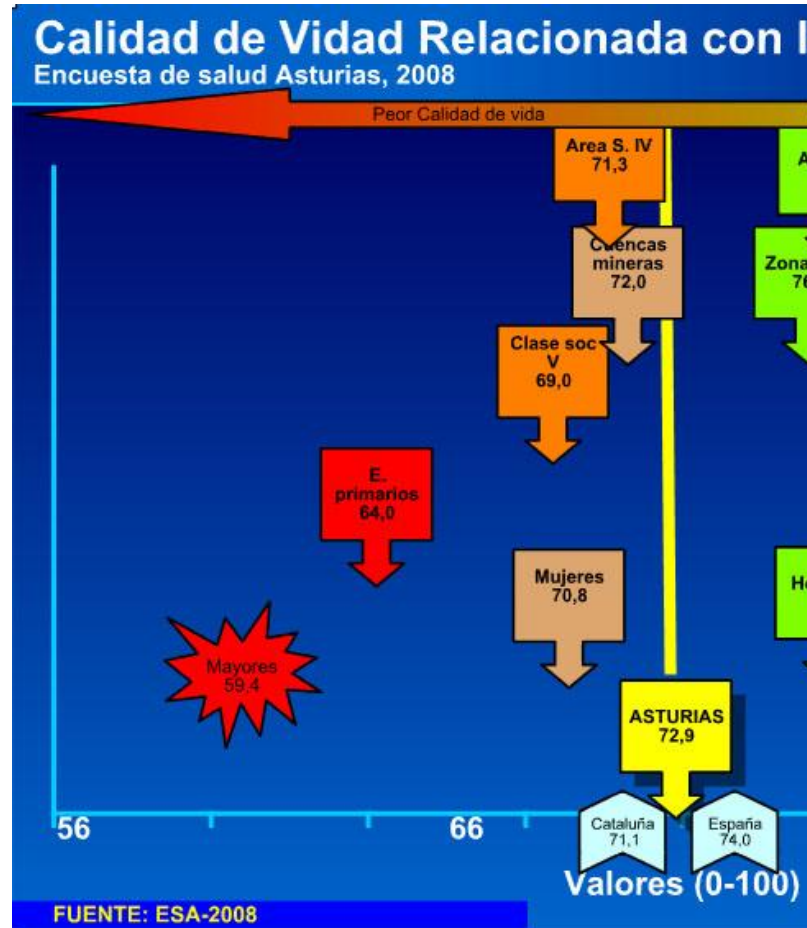 Calidad de Vidad Relacionada con l
Encuesta de salud Asturias, 2008
Peor Calidad de vida
Area S. IV
71,3
A
Cuencas
mineras
72,0
Zona
76
Clase soc
V
69,0
E.
primarios
64,0
Mujeres
70,8
Mayores
59,4
ASTURIAS
72,9
56
66
Cataluña
71,1
España
74,0
Valores (0-100)
FUENTE: ESA-2008